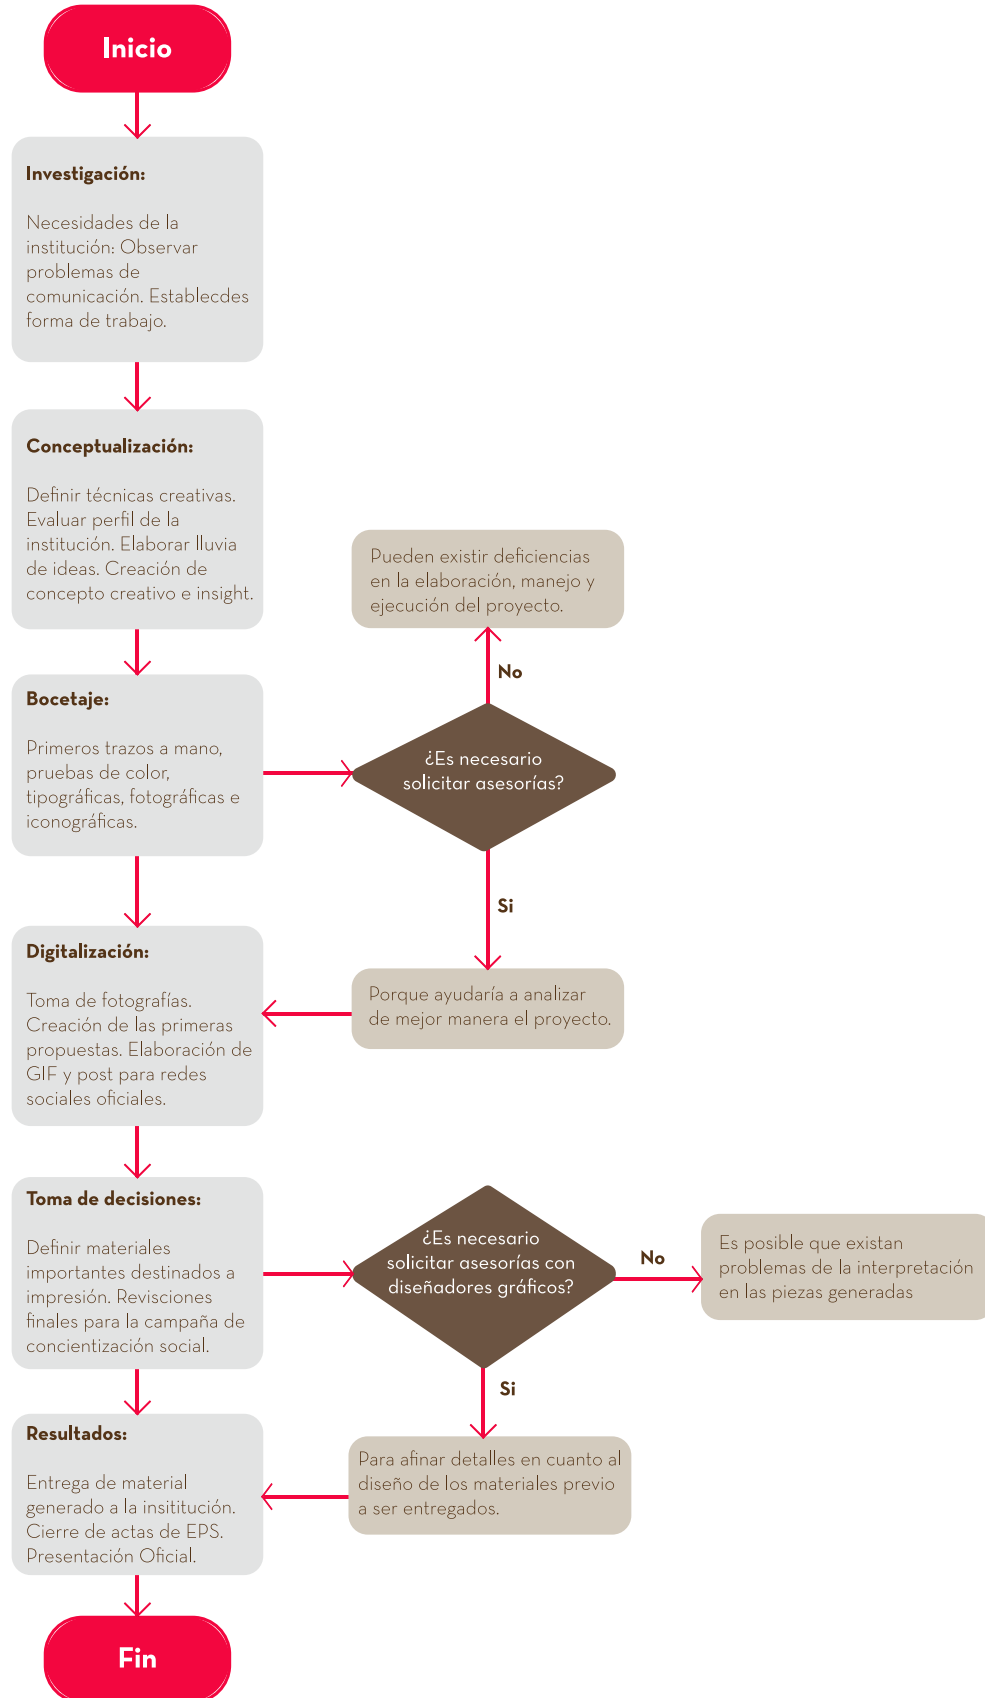 Inicio
Investigación:
Necesidades de la
institución: Observar
problemas de
comunicación. Establecdes
forma de trabajo.
Conceptualización:
Definir técnicas creativas.
Evaluar perfil de la
institución. Elaborar lluvia
de ideas. Creación de
concepto creativo e insight.
Pueden existir deficiencias
en la elaboración, manejo y
ejecución del proyecto.
No
Bocetaje:
Primeros trazos a mano,
pruebas de color,
tipográficas, fotográficas e
iconográficas.
¿Es necesario
solicitar asesorías?
Si
Digitalización:
Toma de fotografías.
Creación de las primeras
propuestas. Elaboración de
GIF y post para redes
sociales oficiales.
Porque ayudaría a analizar
de mejor manera el proyecto.
Toma de decisiones:
Definir materiales
importantes destinados a
impresión. Revisciones
finales para la campaña de
concientización social.
¿Es necesario
solicitar asesorías con
diseñadores gráficos?
No
Es posible que existan
problemas de la interpretación
en las piezas generadas
Si
Resultados:
Entrega de material
generado a la insititución.
Cierre de actas de EPS.
Presentación Oficial.
Para afinar detalles en cuanto al
diseño de los materiales previo
a ser entregados.
Fin